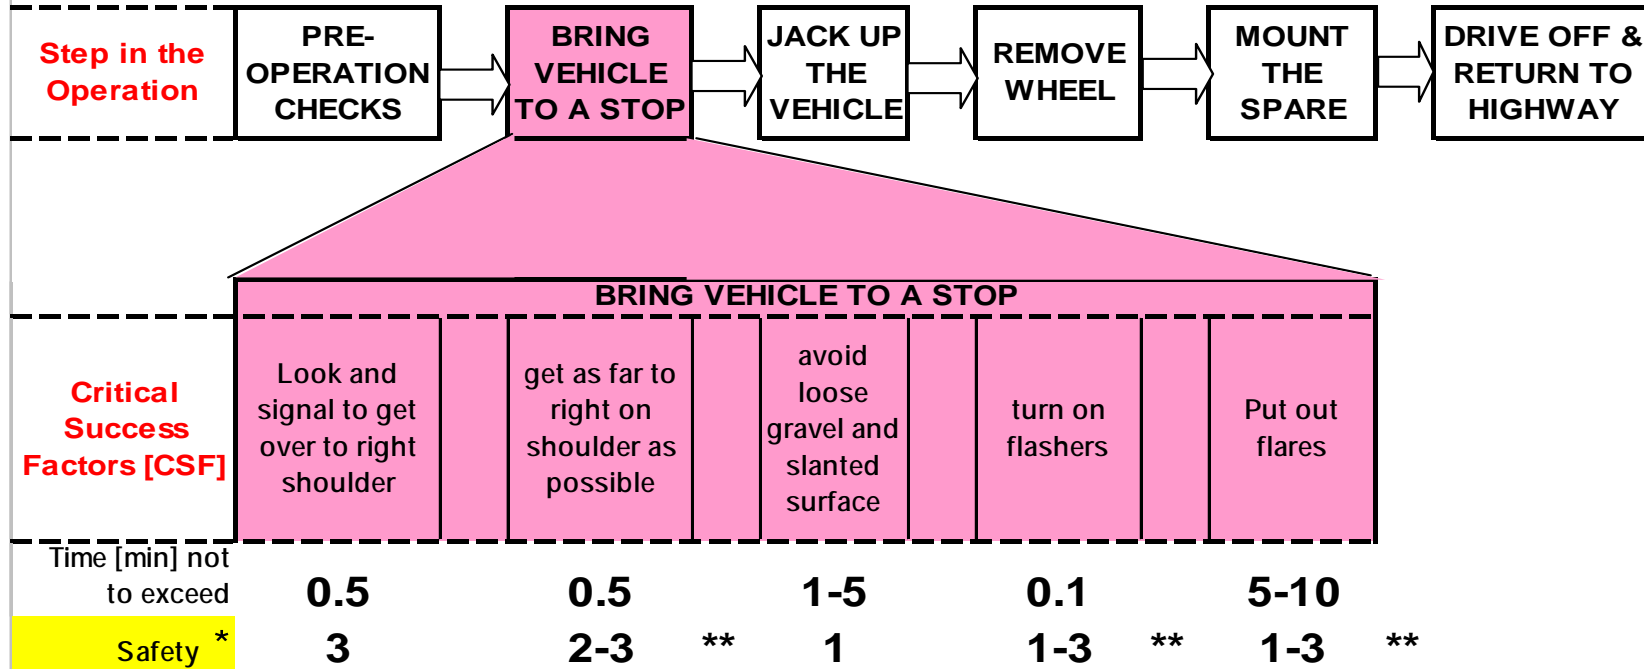 Step in the
Operation
PRE-
OPERATION
CHECKS
BRING
VEHICLE
TO A STOP
JACK UP
THE
VEHICLE
REMOVE
WHEEL
MOUNT
THE
SPARE
DRIVE OFF &
RETURN TO
HIGHWAY
BRING VEHICLE TO A STOP
Critical
Success
Factors [CSF]
Look and
signal to get
over to right
shoulder
get as far to
right on
shoulder as
possible
avoid
loose
gravel and
slanted
surface
turn on
flashers
Put out
flares
Time [min] not
to exceed
0.5
0.5
1-5
0.1
5-10
Safety *
3
2-3
**
1
1-3
**
1-3
**